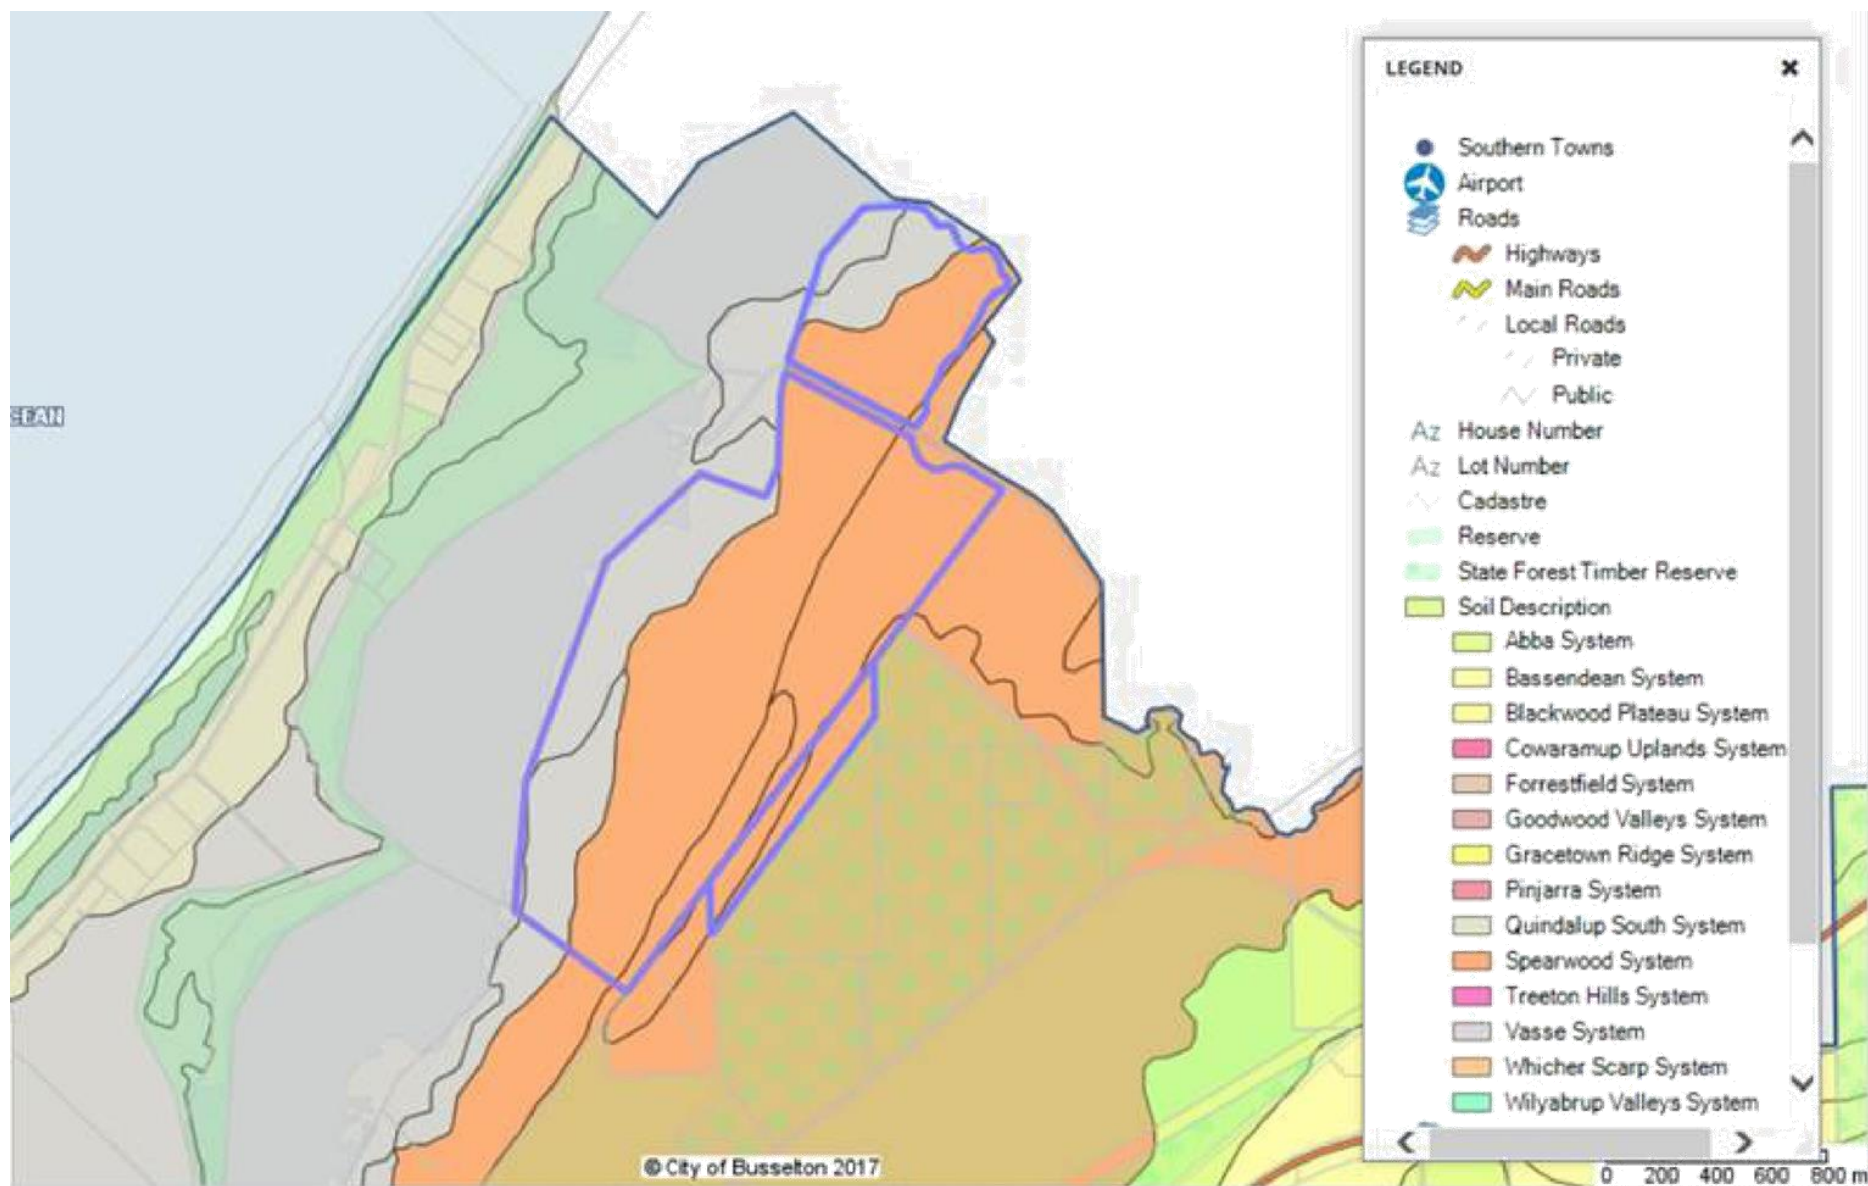 CEAN
LEGEND
Southern Towns
Airport
Roads
Highways
Main Roads
Local Roads
Private
Public
Az House Number
Az Lot Number
Cadastre
Reserve
State Forest Timber Reserve
Soil Description
Abba System
Bassendean System
Blackwood Plateau System
Cowaramup Uplands System
Forrestfield System
Goodwood Valleys System
Gracetown Ridge System
Pinjarra System
Quindalup South System
Spearwood System
Treeton Hills System
Vasse System
Whicher Scarp System
Wilyabrup Valleys System
© City of Busselton 2017
0 200 400 600 800 m